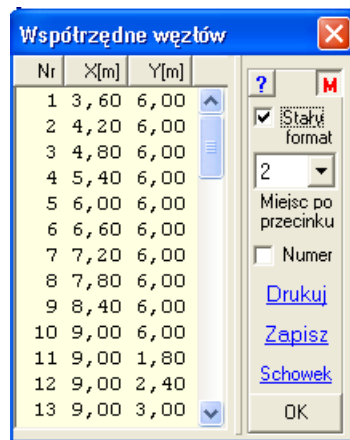 Współrzędne węzłów
Nr X[m] Y[m]
1 3,60 6,00
2 4,20 6,00
3 4,80 6,00
4 5,40 6,00
5 6,00 6,00
6 6,60 6,00
7 7,20 6,00
8 7,80 6,00
9 8,40 6,00
10 9,00 6,00
11 9,00 1,80
12 9,00 2,40
13 9,00 3,00
? M
Stały
format
2
Miejsc po
przecinku
Numer
Drukuj
Zapisz
Schowek
OK